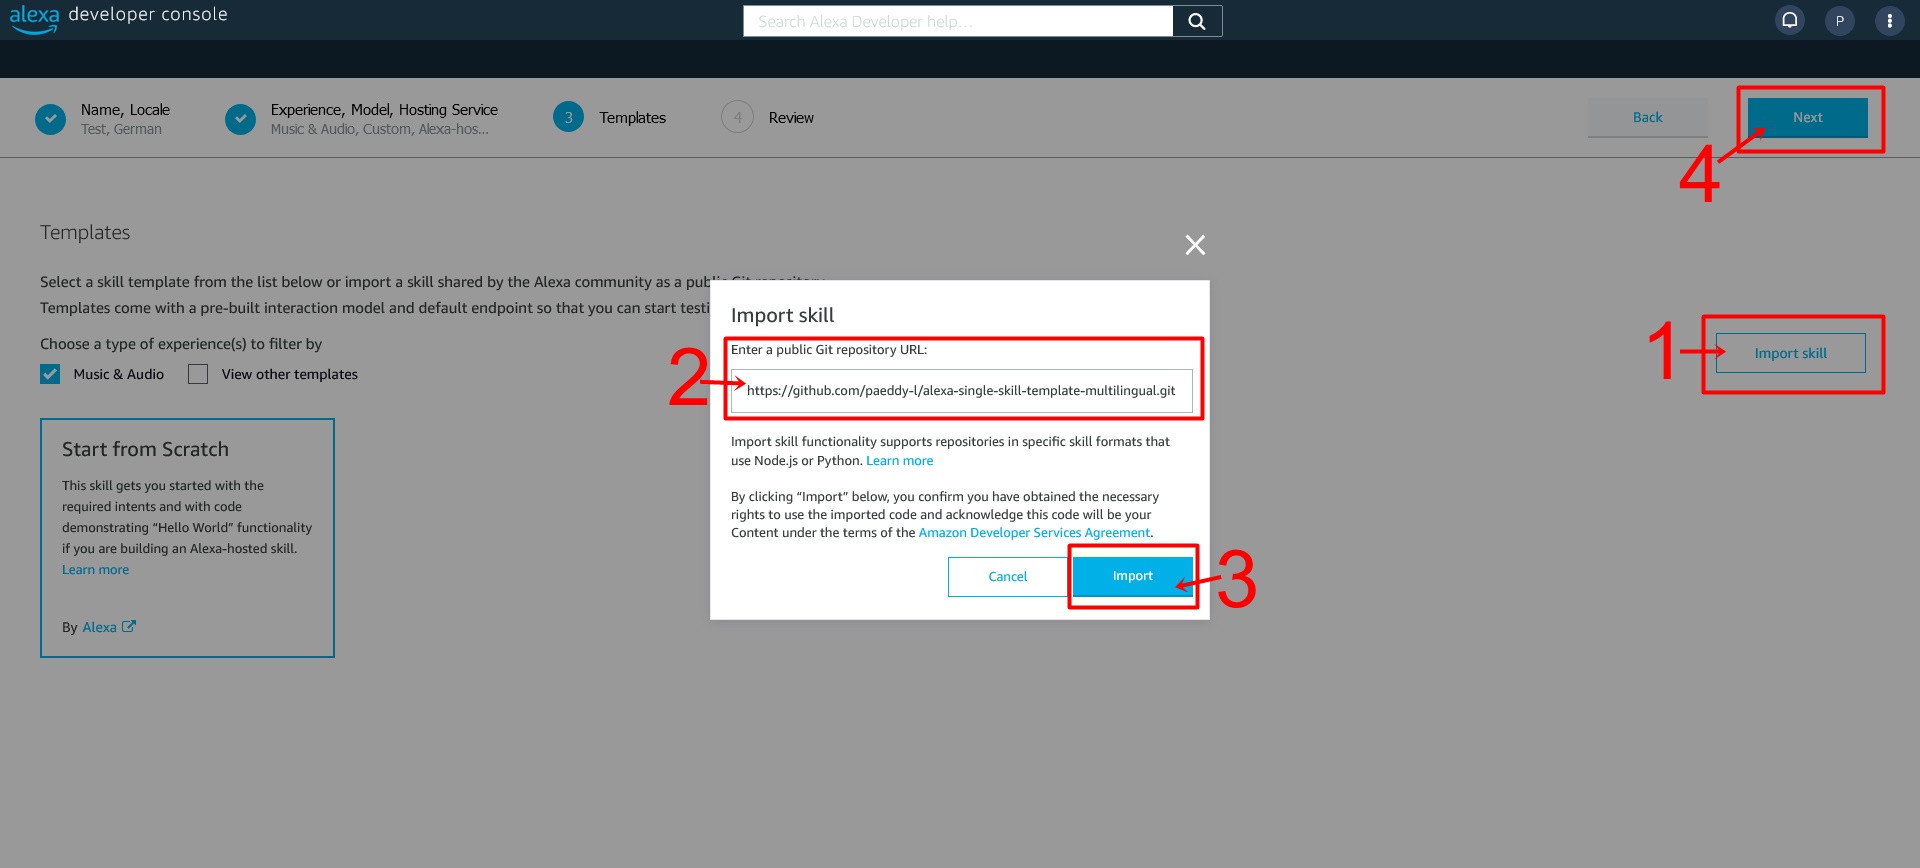 alexa developer console
Search Alexa Developer help...
P
Name, Locale
Test, German
Experience, Model, Hosting Service
Music & Audio, Custom, Alexa-hos...
3
Templates
4
Review
Back
Next
4
Templates
Select a skill template from the list below or import a skill shared by the Alexa community as a public Git repository
Templates come with a pre-built interaction model and default endpoint so that you can start testi
Choose a type of experience(s) to filter by
Music & Audio
View other templates
1
Import skill
Start from Scratch
This skill gets you started with the
required intents and with code
demonstrating “Hello World” functionality
if you are building an Alexa-hosted skill.
Learn more
By Alexa
Import skill
Enter a public Git repository URL:
2
https://github.com/paeddy-l/alexa-single-skill-template-multilingual.git
Import skill functionality supports repositories in specific skill formats that
use Node.js or Python. Learn more
By clicking “Import” below, you confirm you have obtained the necessary
rights to use the imported code and acknowledge this code will be your
Content under the terms of the Amazon Developer Services Agreement.
Cancel
Import
3